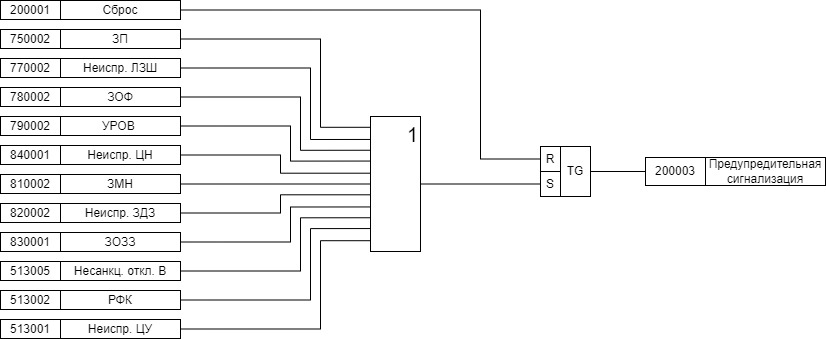 200001 Сброс
750002 ЗП
770002 Неиспр. ЛЗШ
780002 ЗОФ
790002 УРОВ
840001 Неиспр. ЦН
810002 ЗМН
820002 Неиспр. ЗДЗ
830001 ЗОЗЗ
513005 Несанкц. откл. В
513002 РФК
513001 Неиспр. ЦУ
1
R
S
TG
200003 Предупредительная
сигнализация